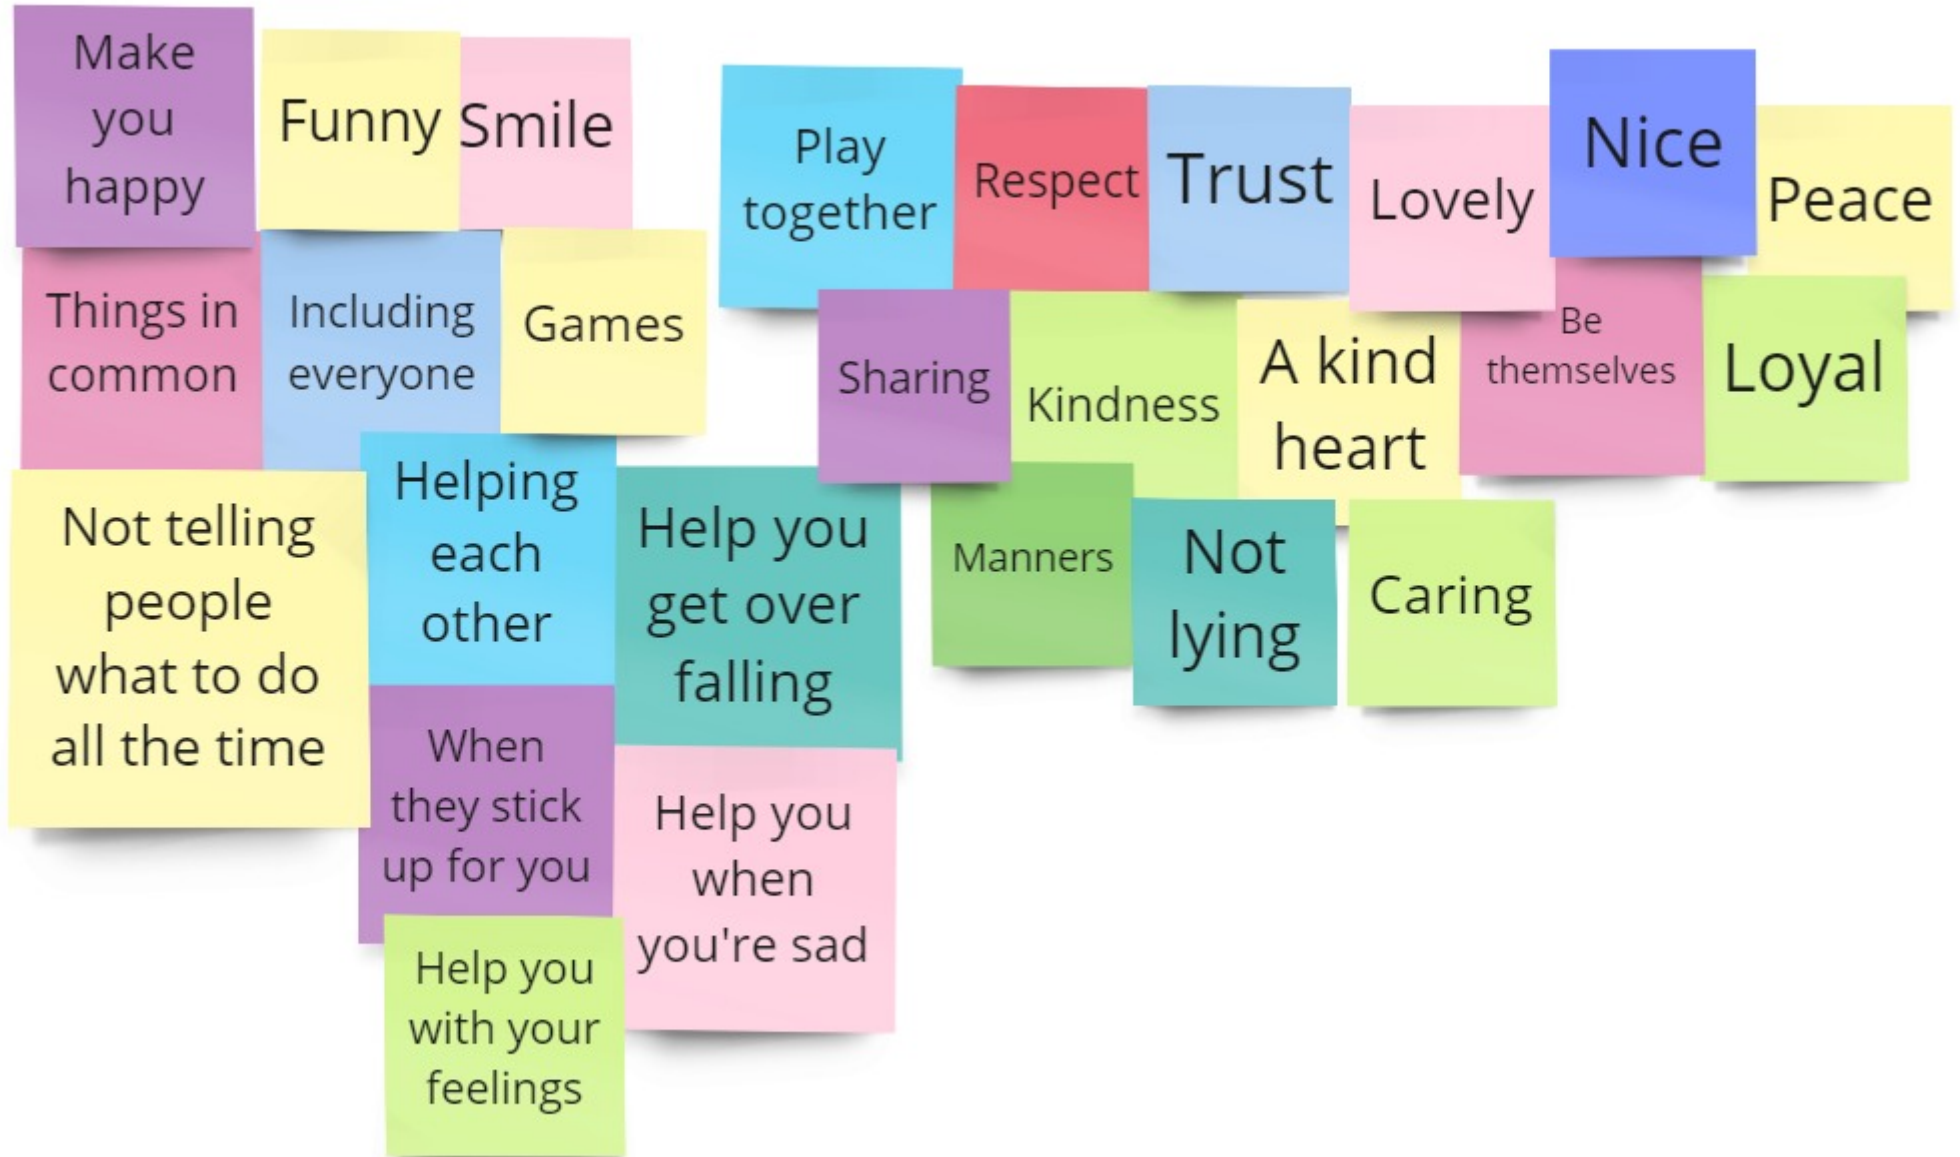 Make
you
happy
Funny
Smile
Things in
common
Including
everyone
Games
Not telling
people
what to do
all the time
Helping
each
other
Help you
get over
falling
When
they stick
up for you
Help you
when
you're sad
Help you
with your
feelings
Play
together
Respect
Trust
Lovely
Nice
Peace
Sharing
Kindness
A kind
heart
Be
themselves
Loyal
Manners
Not
lying
Caring